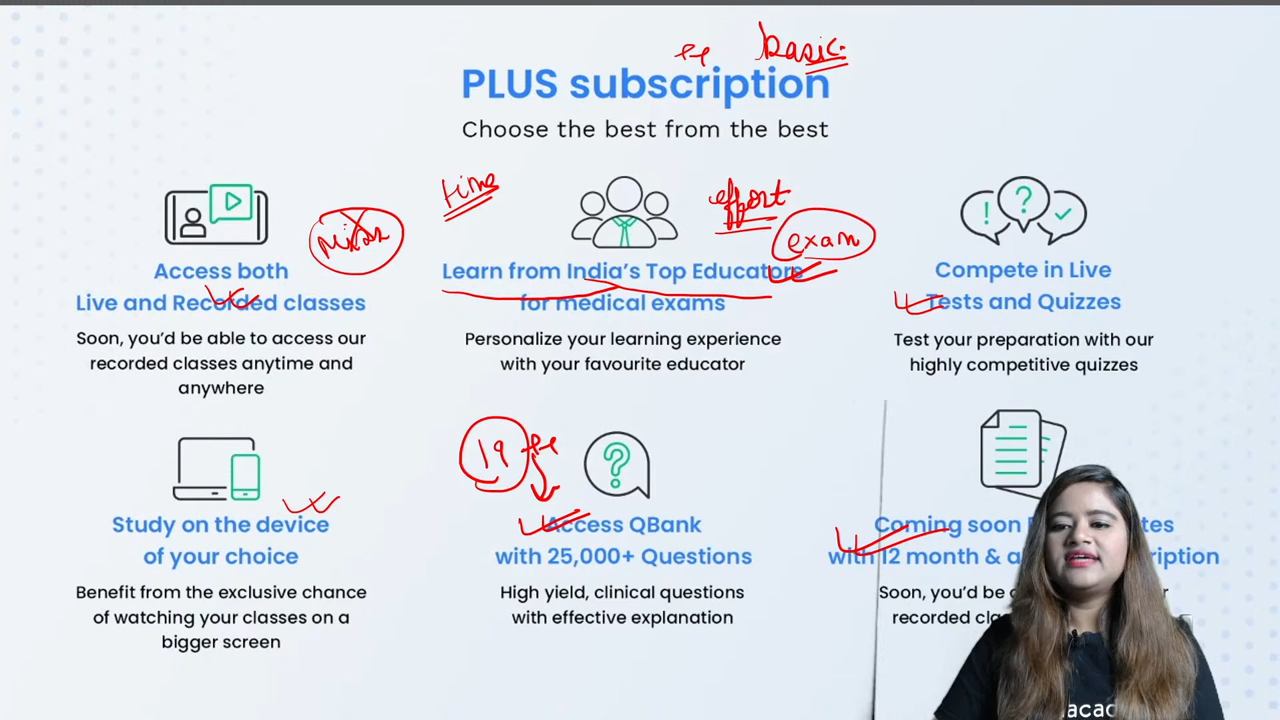 basic.
PLUS subscription
Choose the best from the best
time
effort
exam
Access both
Live and Recorded classes
Soon, you'd be able to access our
recorded classes anytime and
anywhere
Learn from India's Top Educators
for medical exams
Personalize your learning experience
with your favourite educator
Compete in Live
Tests and Quizzes
Test your preparation with our
highly competitive quizzes
19
Study on the device
of your choice
Benefit from the exclusive chance
of watching your classes on a
bigger screen
Access QBank
with 25,000+ Questions
High yield, clinical questions
with effective explanation
Coming soon
with 12 month &
Soon, you'd be
recorded
acad